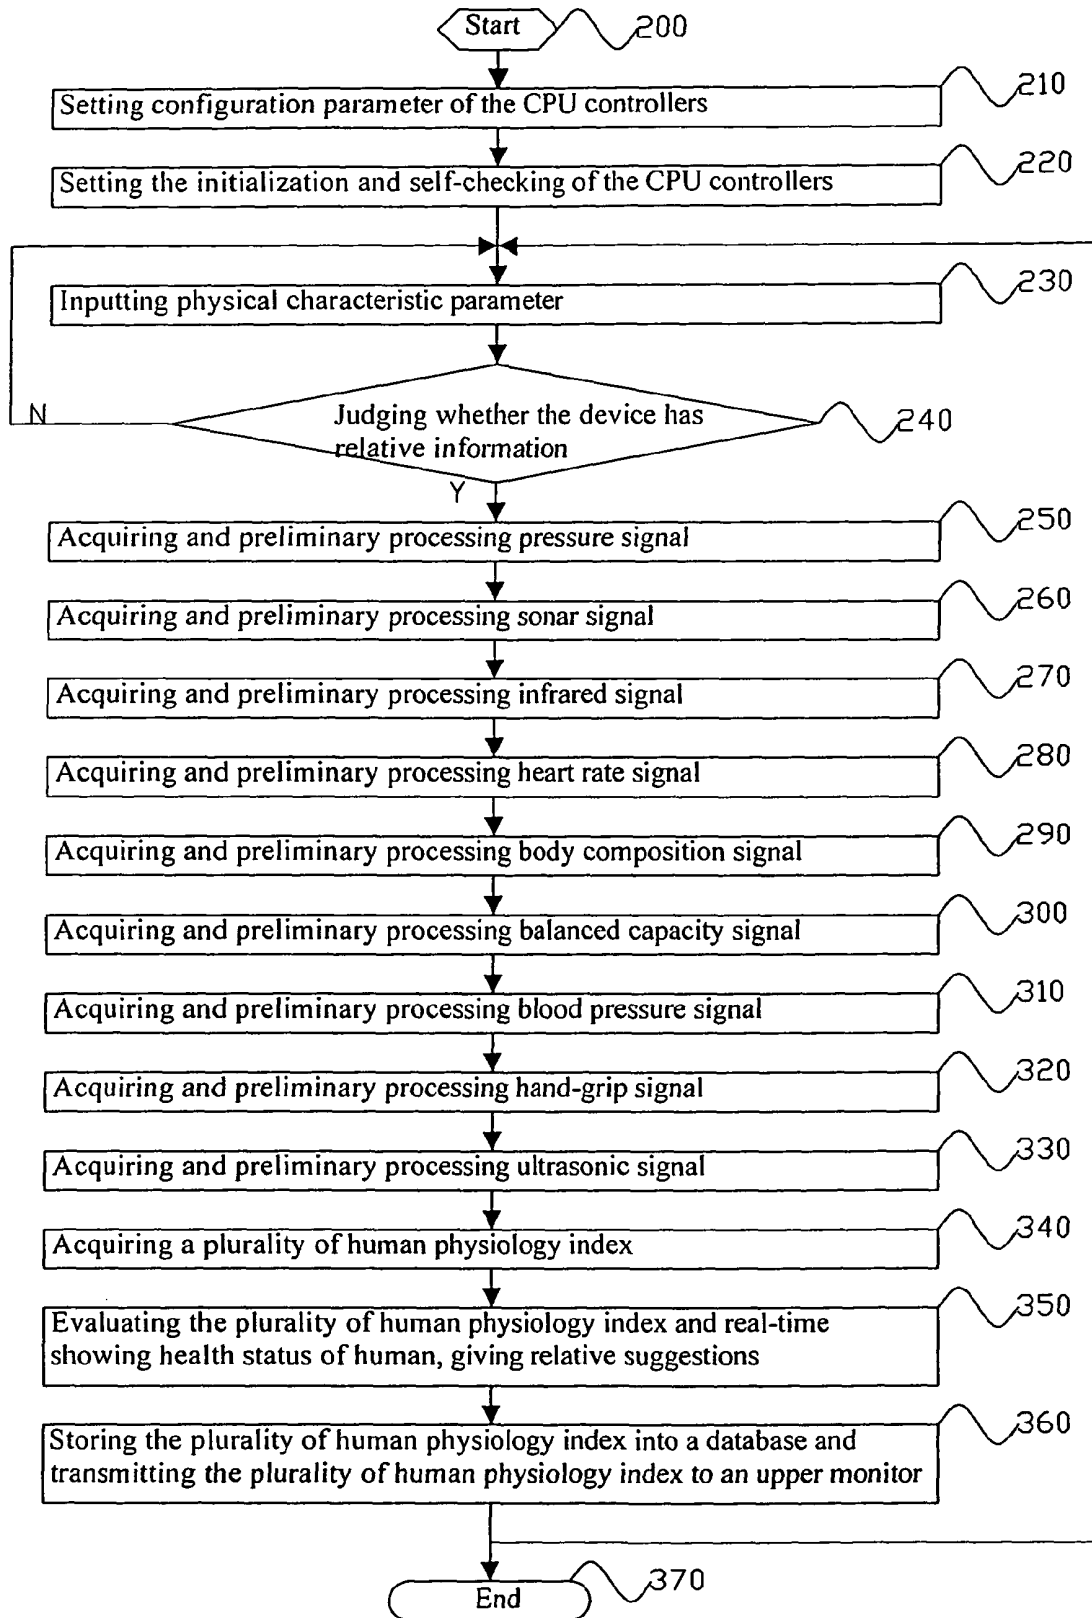 Start
200
210
Setting configuration parameter of the CPU controllers
220
Setting the initialization and self-checking of the CPU controllers
230
Inputting physical characteristic parameter
N
Judging whether the device has
relative information
240
Y
250
Acquiring and preliminary processing pressure signal
260
Acquiring and preliminary processing sonar signal
270
Acquiring and preliminary processing infrared signal
280
Acquiring and preliminary processing heart rate signal
290
Acquiring and preliminary processing body composition signal
300
Acquiring and preliminary processing balanced capacity signal
310
Acquiring and preliminary processing blood pressure signal
320
Acquiring and preliminary processing hand-grip signal
330
Acquiring and preliminary processing ultrasonic signal
340
Acquiring a plurality of human physiology index
350
Evaluating the plurality of human physiology index and real-time
showing health status of human, giving relative suggestions
360
Storing the plurality of human physiology index into a database and
transmitting the plurality of human physiology index to an upper monitor
370
End